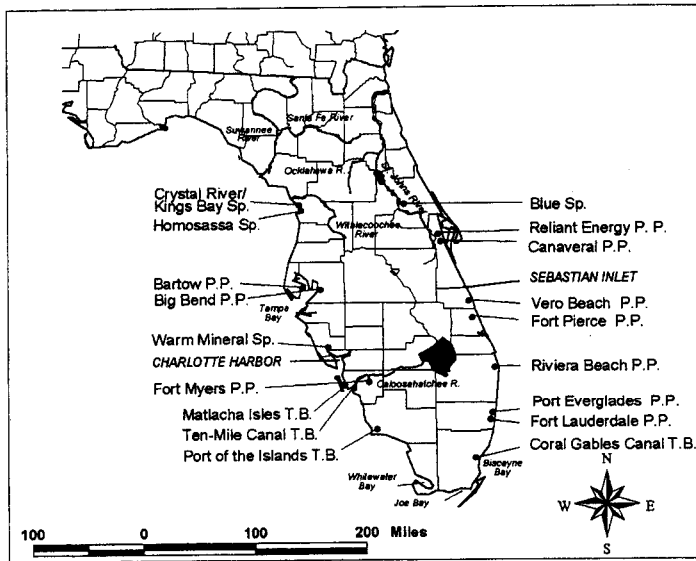 Santa Fe River
Suwannee
River
Ocklahawa R.
St. Johns River
Crystal River/
Kings Bay Sp.
Homosassa Sp.
Withlacoochee
River
Blue Sp.
Reliant Energy P. P.
Canaveral P.P.
Bartow P.P.
Big Bend P.P.
Tampa
Bay
SEBASTIAN INLET
Vero Beach P.P.
Fort Pierce P.P.
Warm Mineral Sp.
CHARLOTTE HARBOR
Fort Myers P.P.
Caloosahatchee R.
Riviera Beach P.P.
Matlacha Isles T.B.
Ten-Mile Canal T.B.
Port of the Islands T.B.
Port Everglades P.P.
Fort Lauderdale P.P.
Coral Gables Canal T.B.
Biscayne
Bay
Whitewater
Bay
Joe Bay
N
W E
S
100 0 100 200 Miles